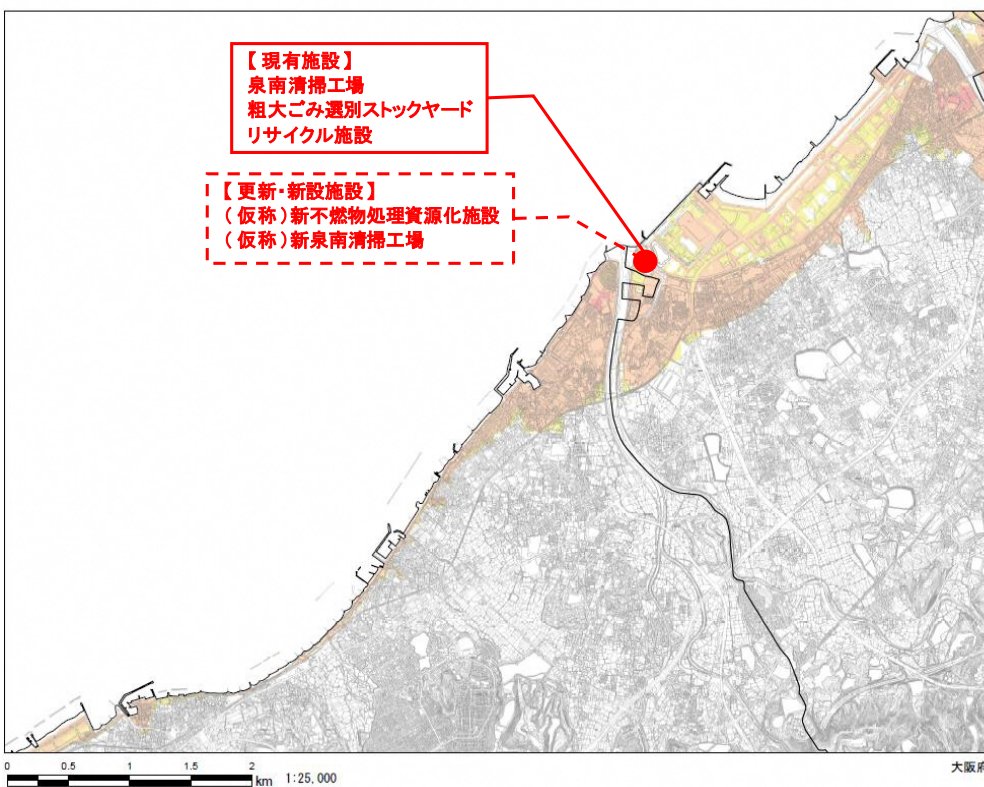 【 現有施設 】
泉南清掃工場
粗大ごみ選別ストックヤード
リサイクル施設
【 更新・新設施設 】
（ 仮称 ）新不燃物処理資源化施設
（ 仮称 ）新泉南清掃工場
0 0.5 1 1.5 2
km 1:25,000
大阪府